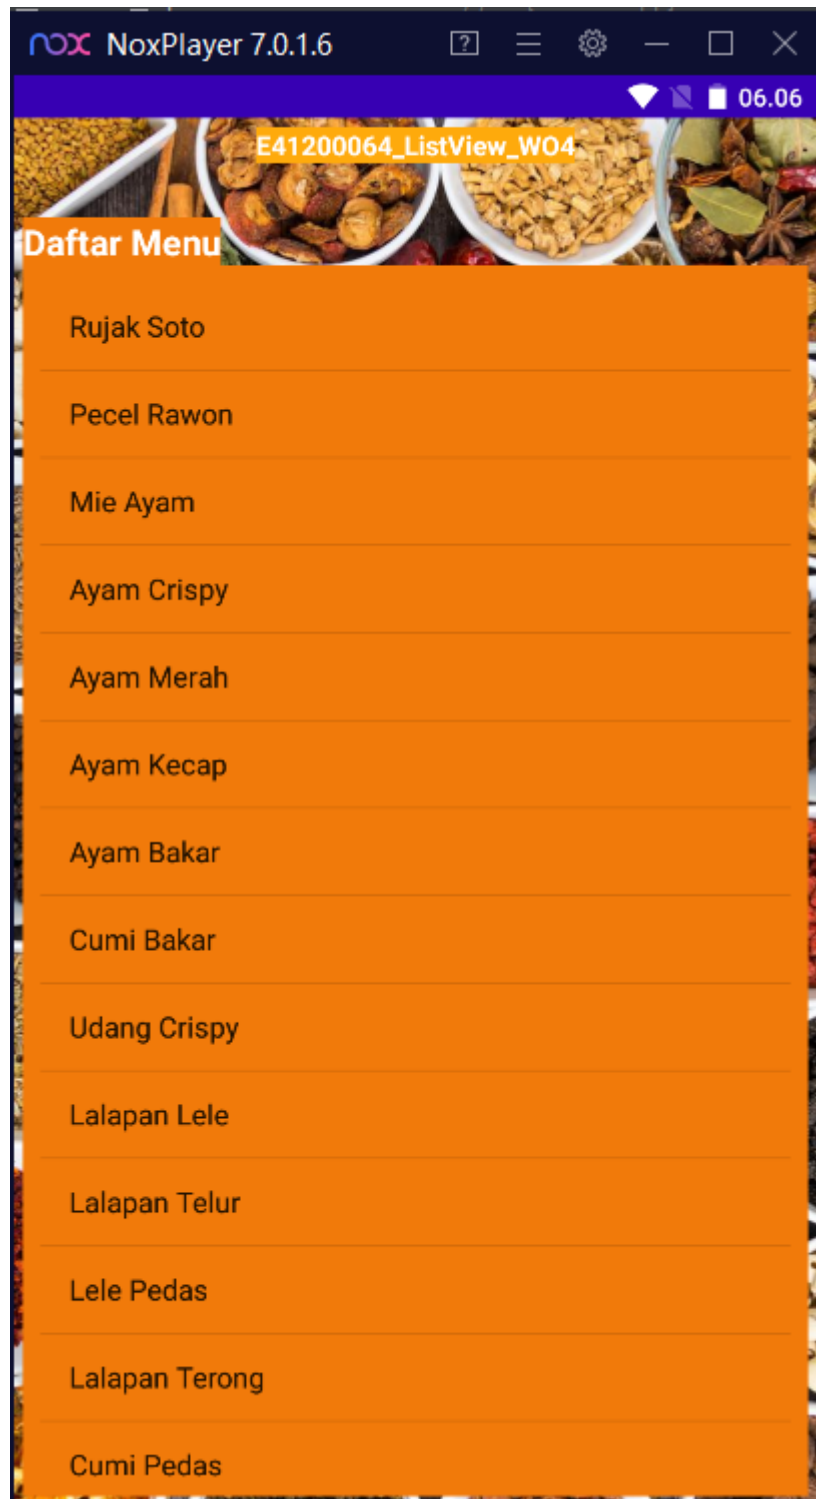 nox NoxPlayer 7.0.1.6
06.06
E41200064_ListView_WO4
Daftar Menu
Rujak Soto
Pecel Rawon
Mie Ayam
Ayam Crispy
Ayam Merah
Ayam Kecap
Ayam Bakar
Cumi Bakar
Udang Crispy
Lalapan Lele
Lalapan Telur
Lele Pedas
Lalapan Terong
Cumi Pedas